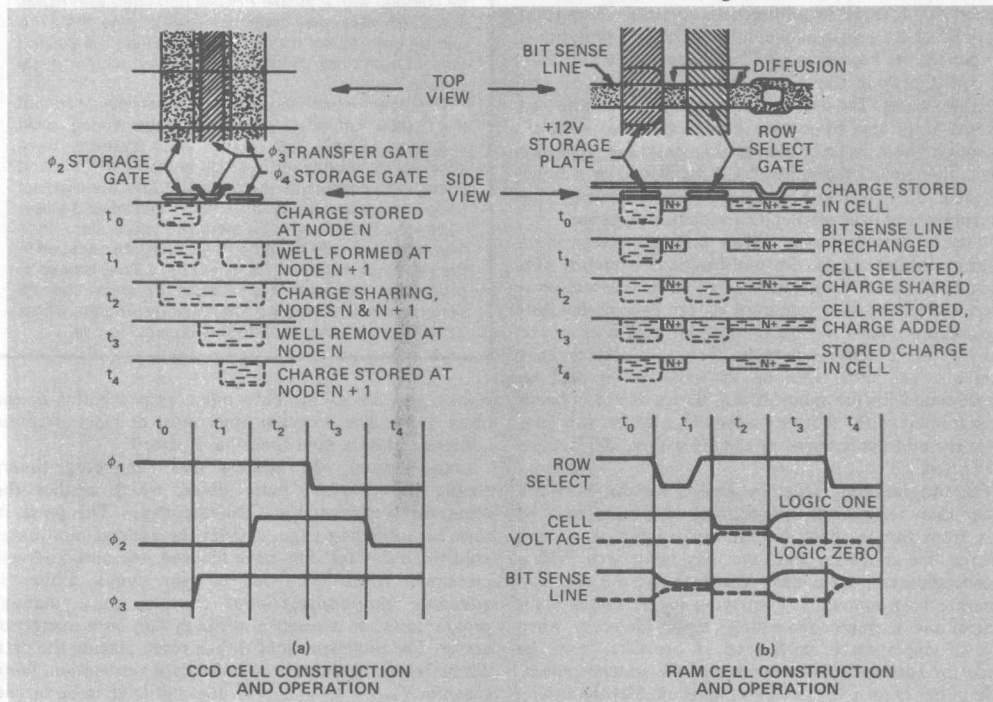 BIT SENSE
LINE
DIFFUSION
TOP
VIEW
+12V
STORAGE
PLATE
ROW
SELECT
GATE
ϕ2 STORAGE
GATE
ϕ3 TRANSFER GATE
ϕ4 STORAGE GATE
SIDE
VIEW
t0
CHARGE STORED
AT NODE N
t1
WELL FORMED AT
NODE N + 1
t2
CHARGE SHARING,
NODES N & N + 1
t3
WELL REMOVED AT
NODE N
t4
CHARGE STORED AT
NODE N + 1
t0
N+
N+
CHARGE STORED
IN CELL
t1
N+
N+
BIT SENSE LINE
PRECHANGED
t2
N+
N+
CELL SELECTED,
CHARGE SHARED
t3
N+
N+
CELL RESTORED,
CHARGE ADDED
t4
N+
N+
STORED CHARGE
IN CELL
t0 t1 t2 t3 t4
ϕ1
ϕ2
ϕ3
(a)
CCD CELL CONSTRUCTION
AND OPERATION
t0 t1 t2 t3 t4
ROW
SELECT
LOGIC ONE
CELL
VOLTAGE
LOGIC ZERO
BIT SENSE
LINE
(b)
RAM CELL CONSTRUCTION
AND OPERATION